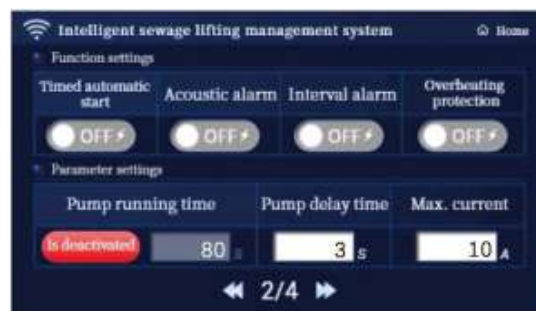 Intelligent sewage lifting management system
Home
Function settings
Timed automatic start
Acoustic alarm
Interval alarm
Overheating protection
OFF
OFF
OFF
OFF
Parameter settings
Pump running time
Pump delay time
Max. current
Is deactivated
80 s
3 s
10 A
2/4